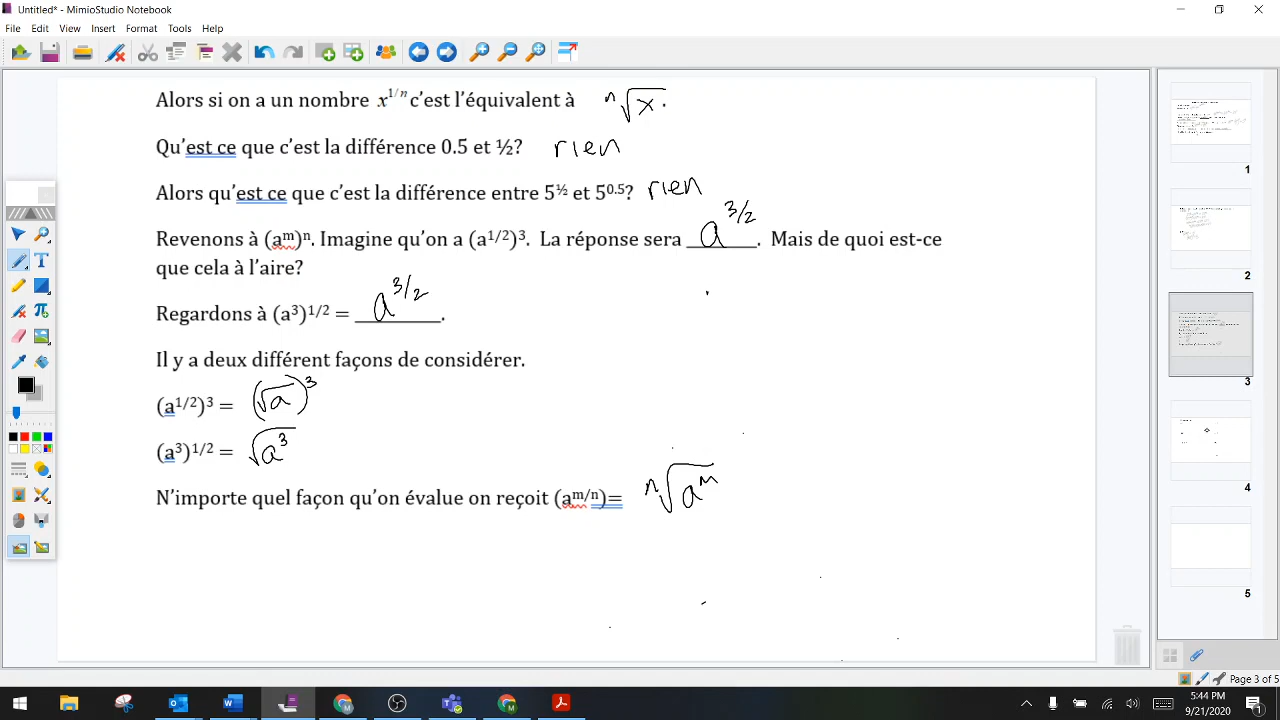 Untitled* - MimioStudio Notebook
File Edit View Insert Format Tools Help
Alors si on a un nombre x^1/n c'est l'équivalent à ⁿ√x.
Qu'est ce que c'est la différence 0.5 et ½? rien
Alors qu'est ce que c'est la différence entre 5^½ et 5^0.5? rien
Revenons à (a^m)^n. Imagine qu'on a (a^1/2)^3. La réponse sera a^3/2. Mais de quoi est-ce
que cela à l'aire?
Regardons à (a^3)^1/2 = a^3/2.
Il y a deux différent façons de considérer.
(a^1/2)^3 = (√a)^3
(a^3)^1/2 = √a^3
N'importe quel façon qu'on évalue on reçoit (a^m/n)= ⁿ√a^m
1
2
3
4
5
Page 3 of 5
5:44 PM
9/21/2020